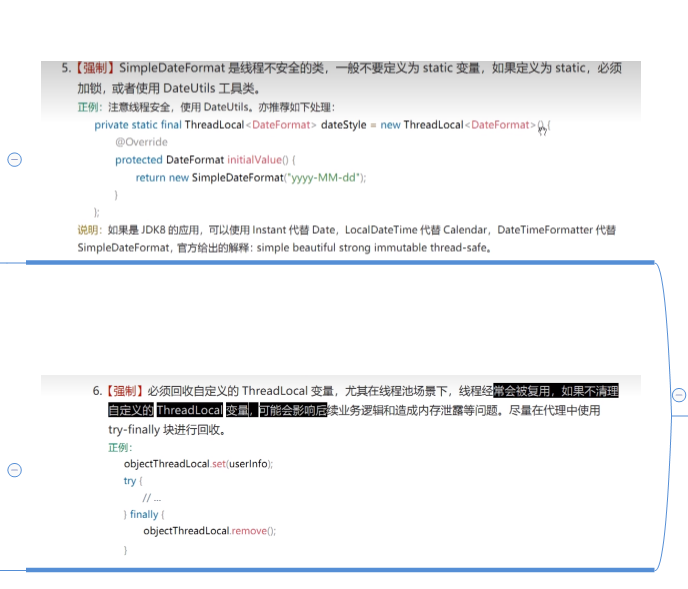 5.【强制】SimpleDateFormat 是线程不安全的类，一般不要定义为 static 变量，如果定义为 static，必须
加锁，或者使用 DateUtils 工具类。
正例：注意线程安全，使用 DateUtils。亦推荐如下处理：
private static final ThreadLocal<DateFormat> dateStyle = new ThreadLocal<DateFormat>() {
@Override
protected DateFormat initialValue() {
return new SimpleDateFormat("yyyy-MM-dd");
}
};
说明：如果是 JDK8 的应用，可以使用 Instant 代替 Date，LocalDateTime 代替 Calendar，DateTimeFormatter 代替
SimpleDateFormat，官方给出的解释：simple beautiful strong immutable thread-safe。
6.【强制】必须回收自定义的 ThreadLocal 变量，尤其在线程池场景下，线程经常会被复用，如果不清理
自定义的 ThreadLocal 变量，可能会影响后续业务逻辑和造成内存泄露等问题。尽量在代理中使用
try-finally 块进行回收。
正例：
objectThreadLocal.set(userInfo);
try {
// ...
} finally {
objectThreadLocal.remove();
}